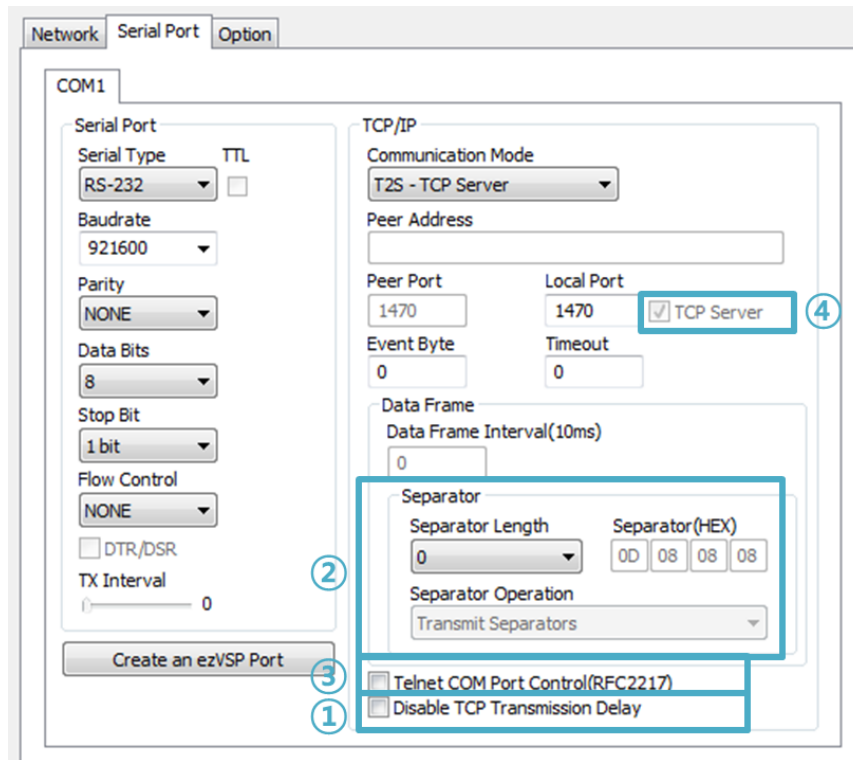 Network Serial Port Option
COM1
Serial Port
Serial Type TTL
RS-232
Baudrate
921600
Parity
NONE
Data Bits
8
Stop Bit
1 bit
Flow Control
NONE
DTR/DSR
TX Interval
0
Create an ezVSP Port
TCP/IP
Communication Mode
T2S - TCP Server
Peer Address
Peer Port Local Port
1470 1470 TCP Server ④
Event Byte Timeout
0 0
Data Frame
Data Frame Interval(10ms)
0
②
Separator
Separator Length Separator(HEX)
0 0D 08 08 08
Separator Operation
Transmit Separators
③ Telnet COM Port Control(RFC2217)
① Disable TCP Transmission Delay